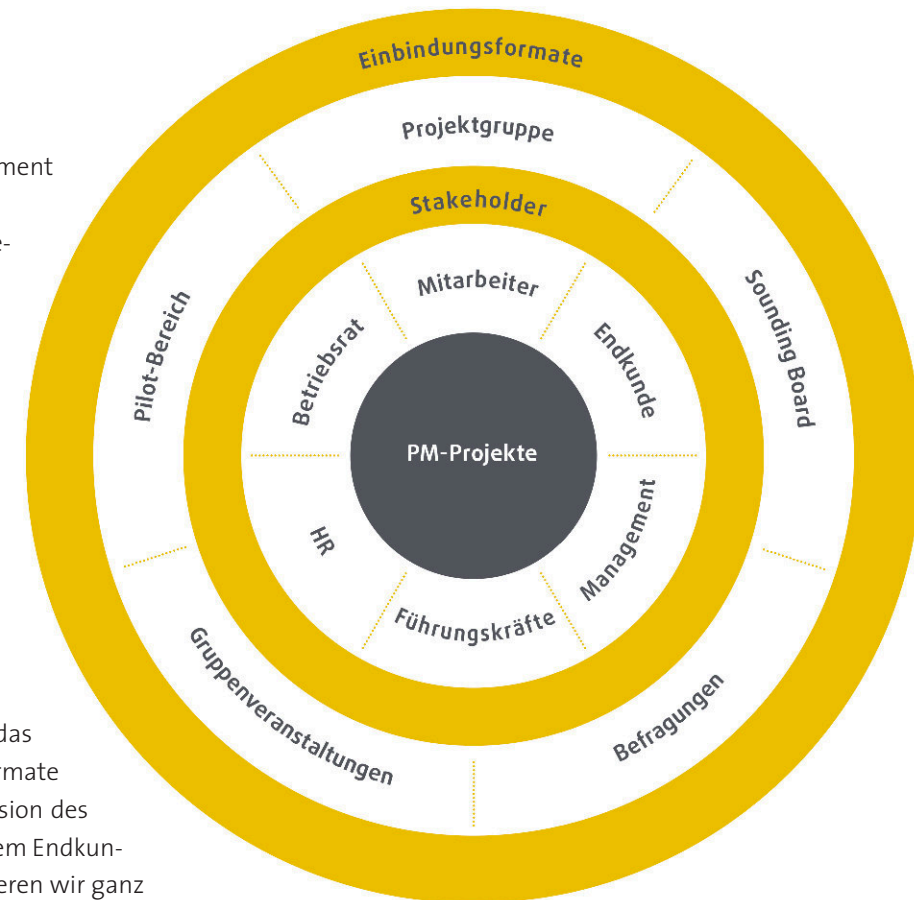 Einbindungsformate
Projektgruppe
Stakeholder
Mitarbeiter
Betriebsrat
Endkunde
Pilot-Bereich
Sounding Board
PM-Projekte
HR
Management
Führungskräfte
Gruppenveranstaltungen
Befragungen
ment
e-
das
rmate
sion des
em Endkun-
eren wir ganz